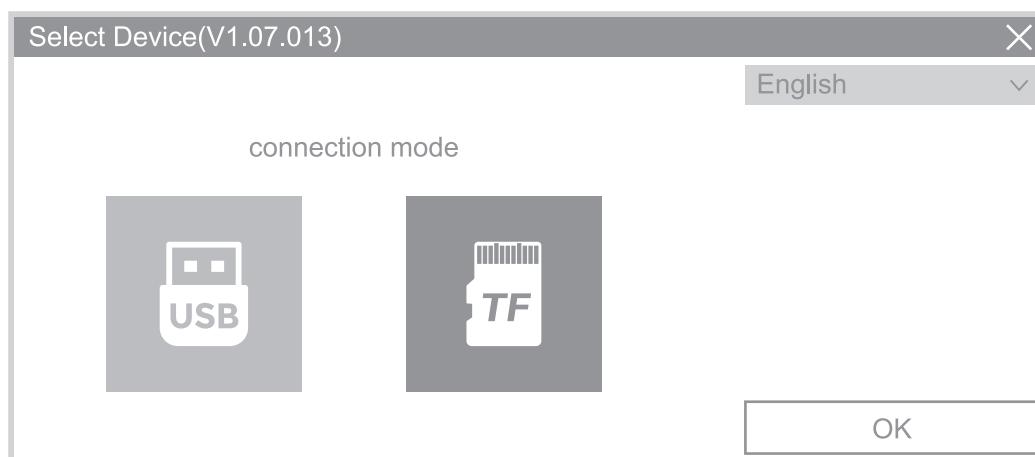 Select Device(V1.07.013)
English
connection mode
USB
TF
OK